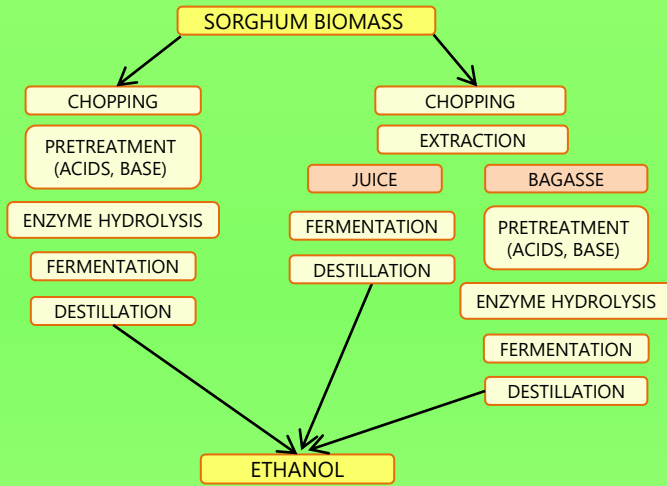 SORGHUM BIOMASS
CHOPPING
PRETREATMENT
(ACIDS, BASE)
ENZYME HYDROLYSIS
FERMENTATION
DESTILLATION
CHOPPING
EXTRACTION
JUICE
FERMENTATION
DESTILLATION
BAGASSE
PRETREATMENT
(ACIDS, BASE)
ENZYME HYDROLYSIS
FERMENTATION
DESTILLATION
ETHANOL